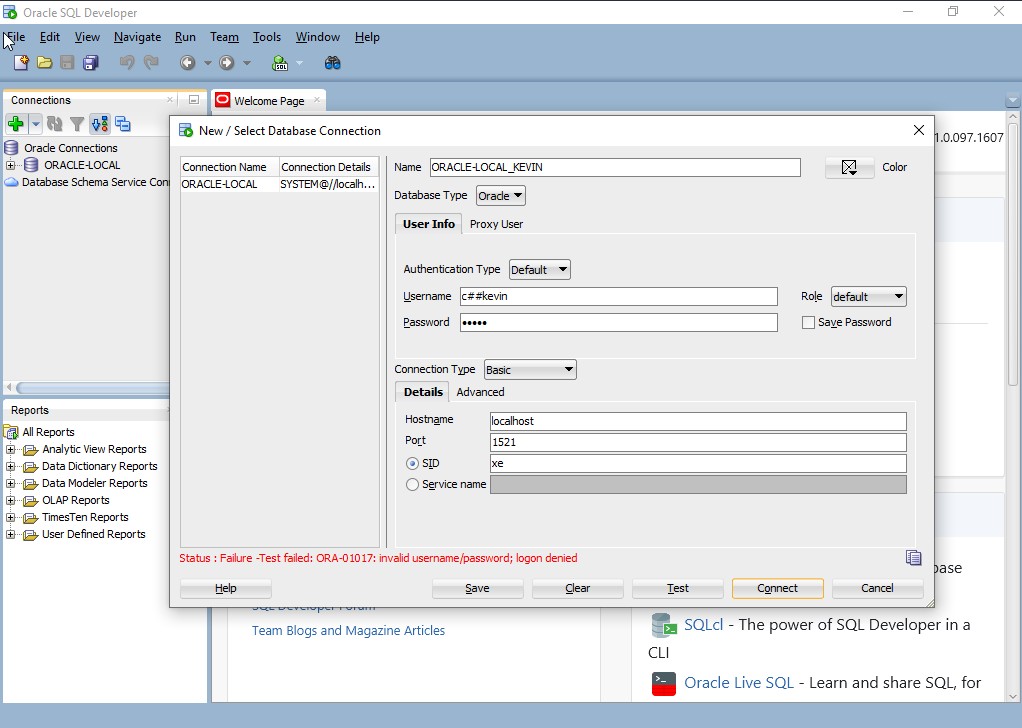 Oracle SQL Developer
File Edit View Navigate Run Team Tools Window Help
Connections
Welcome Page
Oracle Connections
ORACLE-LOCAL
Database Schema Service Con
1.0.097.1607
New / Select Database Connection
Connection Name Connection Details
ORACLE-LOCAL SYSTEM@//localh...
Name ORACLE-LOCAL_KEVIN Color
Database Type Oracle
User Info Proxy User
Authentication Type Default
Username c##kevin Role default
Password ••••• Save Password
Connection Type Basic
Details Advanced
Hostname localhost
Port 1521
SID xe
Service name
Status : Failure -Test failed: ORA-01017: invalid username/password; logon denied
Help Save Clear Test Connect Cancel
Reports
All Reports
Analytic View Reports
Data Dictionary Reports
Data Modeler Reports
OLAP Reports
TimesTen Reports
User Defined Reports
base
SQL Developer Forum
Team Blogs and Magazine Articles
SQLcl - The power of SQL Developer in a
CLI
Oracle Live SQL - Learn and share SQL, for